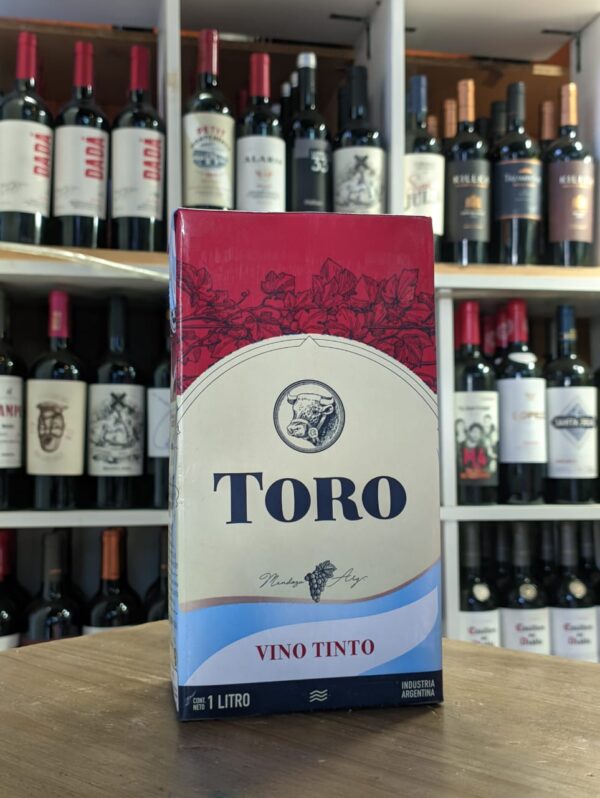 DADÁ
DADÁ
DADÁ
PETIT
ALARIS
TORO
Mendoza Arg
VINO TINTO
CONT.
NETO 1 LITRO
INDUSTRIA
ARGENTINA